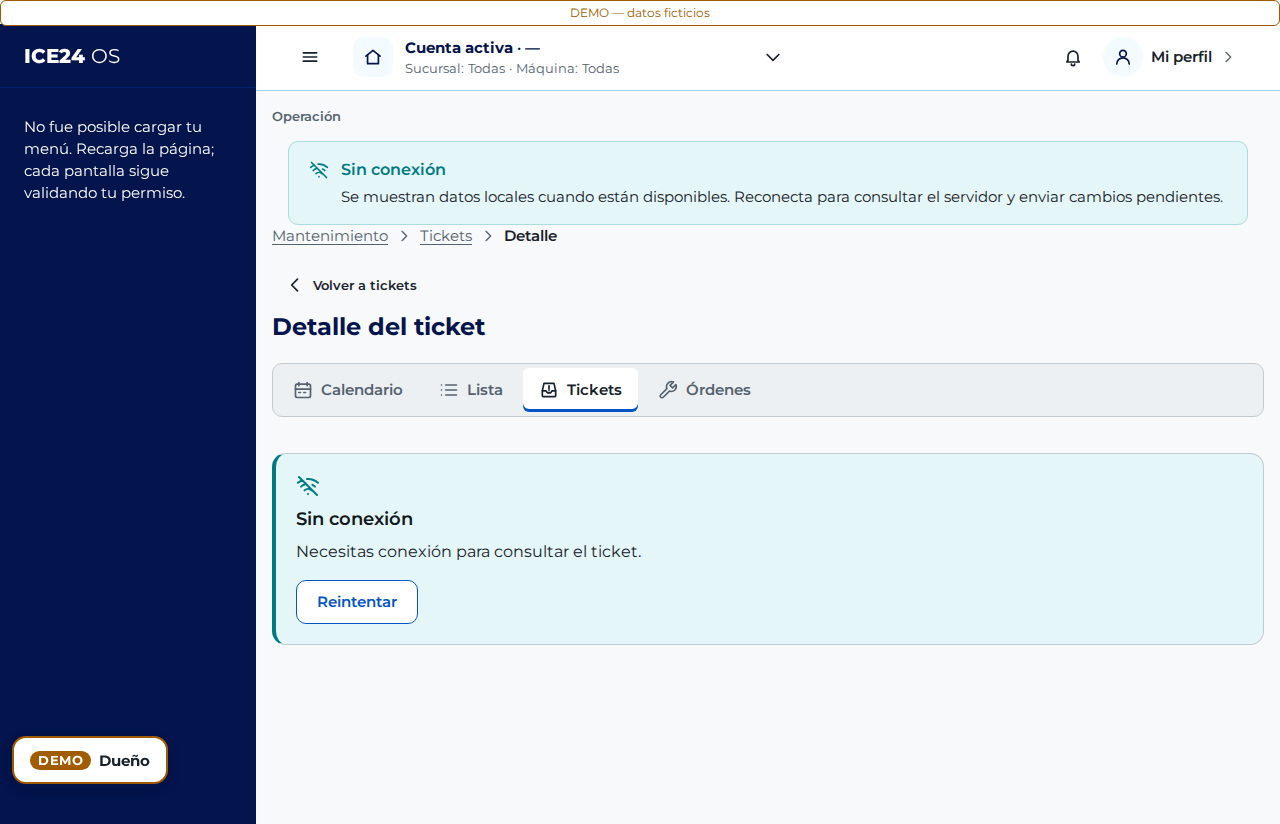 DEMO — datos ficticios
ICE24 OS
Cuenta activa · —
Sucursal: Todas · Máquina: Todas
Mi perfil
No fue posible cargar tu
menú. Recarga la página;
cada pantalla sigue
validando tu permiso.
Operación
Sin conexión
Se muestran datos locales cuando están disponibles. Reconecta para consultar el servidor y enviar cambios pendientes.
Mantenimiento > Tickets > Detalle
Volver a tickets
Detalle del ticket
Calendario Lista Tickets Órdenes
Sin conexión
Necesitas conexión para consultar el ticket.
Reintentar
DEMO Dueño